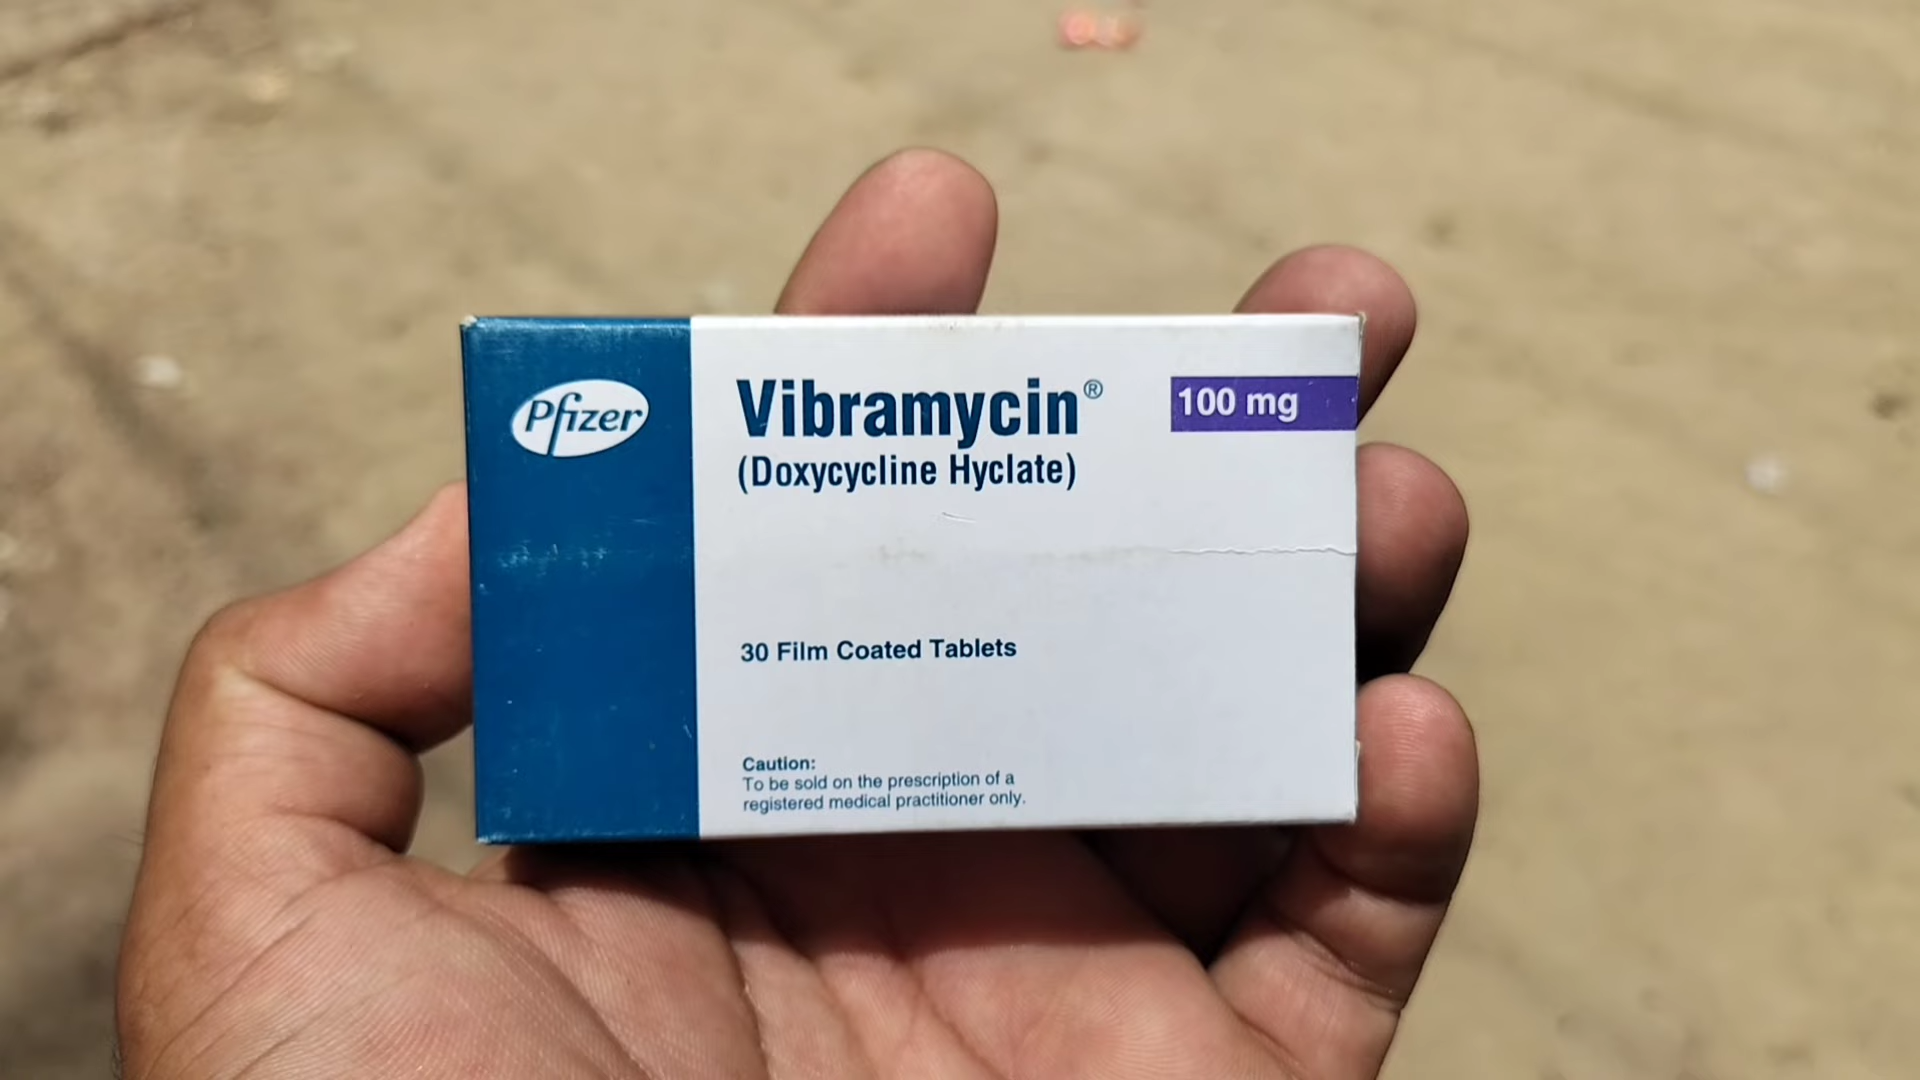 Pfizer
Vibramycin®
100 mg
(Doxycycline Hyclate)
30 Film Coated Tablets
Caution:
To be sold on the prescription of a
registered medical practitioner only.